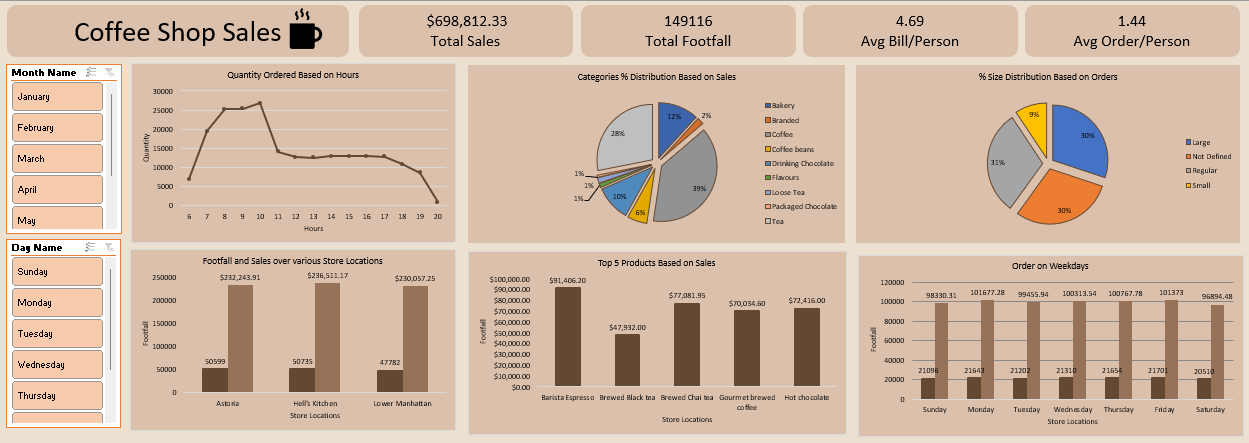 Coffee Shop Sales
$698,812.33
Total Sales
149116
Total Footfall
4.69
Avg Bill/Person
1.44
Avg Order/Person
Month Name
January
February
March
April
May
Day Name
Sunday
Monday
Tuesday
Wednesday
Thursday
Quantity Ordered Based on Hours
Quantity
30000
25000
20000
15000
10000
5000
0
6 7 8 9 10 11 12 13 14 15 16 17 18 19 20
Hours
Categories % Distribution Based on Sales
12%
2%
39%
6%
10%
1%
1%
1%
28%
Bakery
Branded
Coffee
Coffee beans
Drinking Chocolate
Flavours
Loose Tea
Packaged Chocolate
Tea
% Size Distribution Based on Orders
30%
30%
31%
9%
Large
Not Defined
Regular
Small
Footfall and Sales over various Store Locations
Footfall
250000
200000
150000
100000
50000
0
$232,243.91 $236,511.17 $230,057.25
50599 50735 47782
Astoria Hell's Kitchen Lower Manhattan
Store Locations
Top 5 Products Based on Sales
Footfall
$100,000.00
$90,000.00
$80,000.00
$70,000.00
$60,000.00
$50,000.00
$40,000.00
$30,000.00
$20,000.00
$10,000.00
$0.00
$91,406.20 $47,932.00 $77,081.95 $70,034.60 $72,416.00
Barista Espresso Brewed Black tea Brewed Chai tea Gourmet brewed coffee Hot chocolate
Store Locations
Order on Weekdays
Footfall
120000
100000
80000
60000
40000
20000
0
98330.31 101677.28 99455.94 100313.54 100767.78 101373 96894.48
21096 21643 21202 21310 21654 21701 20510
Sunday Monday Tuesday Wednesday Thursday Friday Saturday
Store Locations